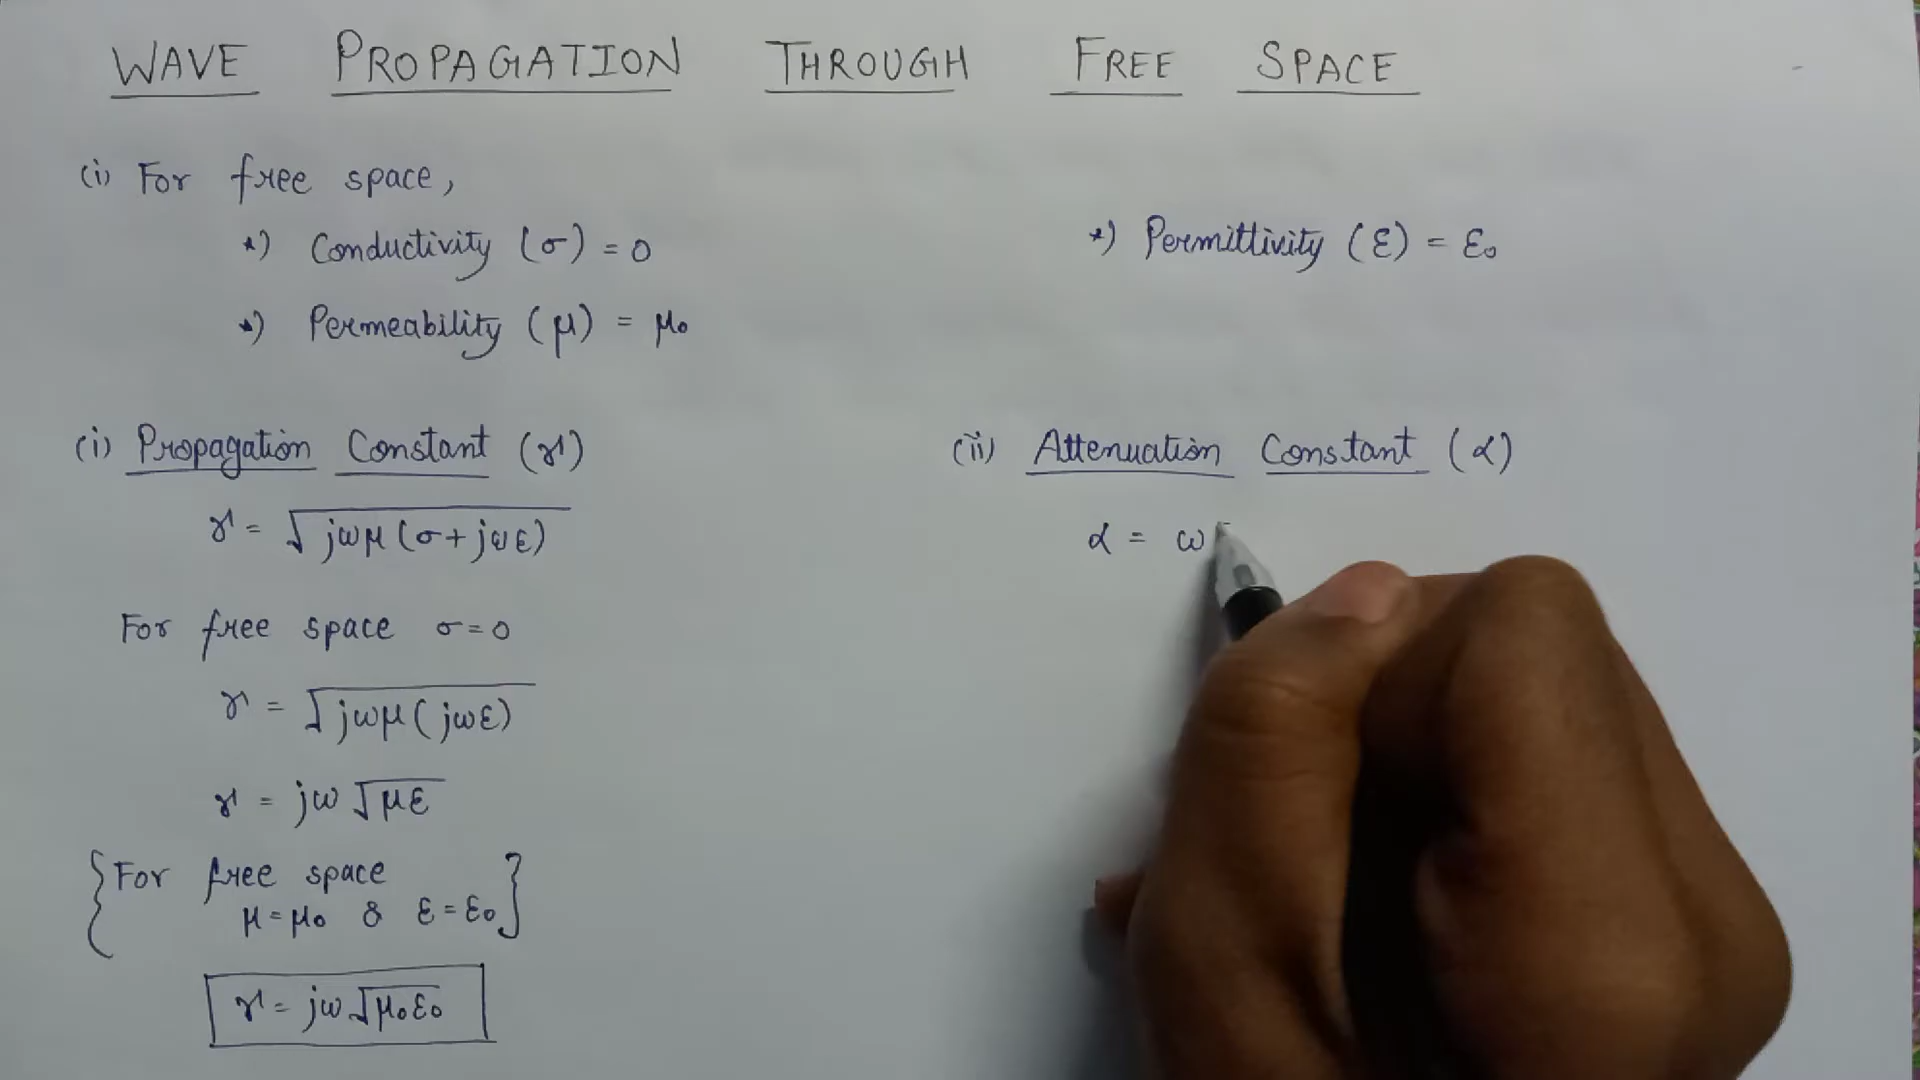 WAVE PROPAGATION THROUGH FREE SPACE
(i) For free space,
*) Conductivity (σ) = 0
*) Permittivity (ε) = ε₀
*) Permeability (μ) = μ₀
(i) Propagation Constant (γ)
γ = √jωμ(σ+jωε)
For free space σ=0
γ = √jωμ(jωε)
γ = jω√με
{For free space
μ=μ₀ & ε=ε₀}
γ = jω√μ₀ε₀
(ii) Attenuation Constant (α)
α = ω